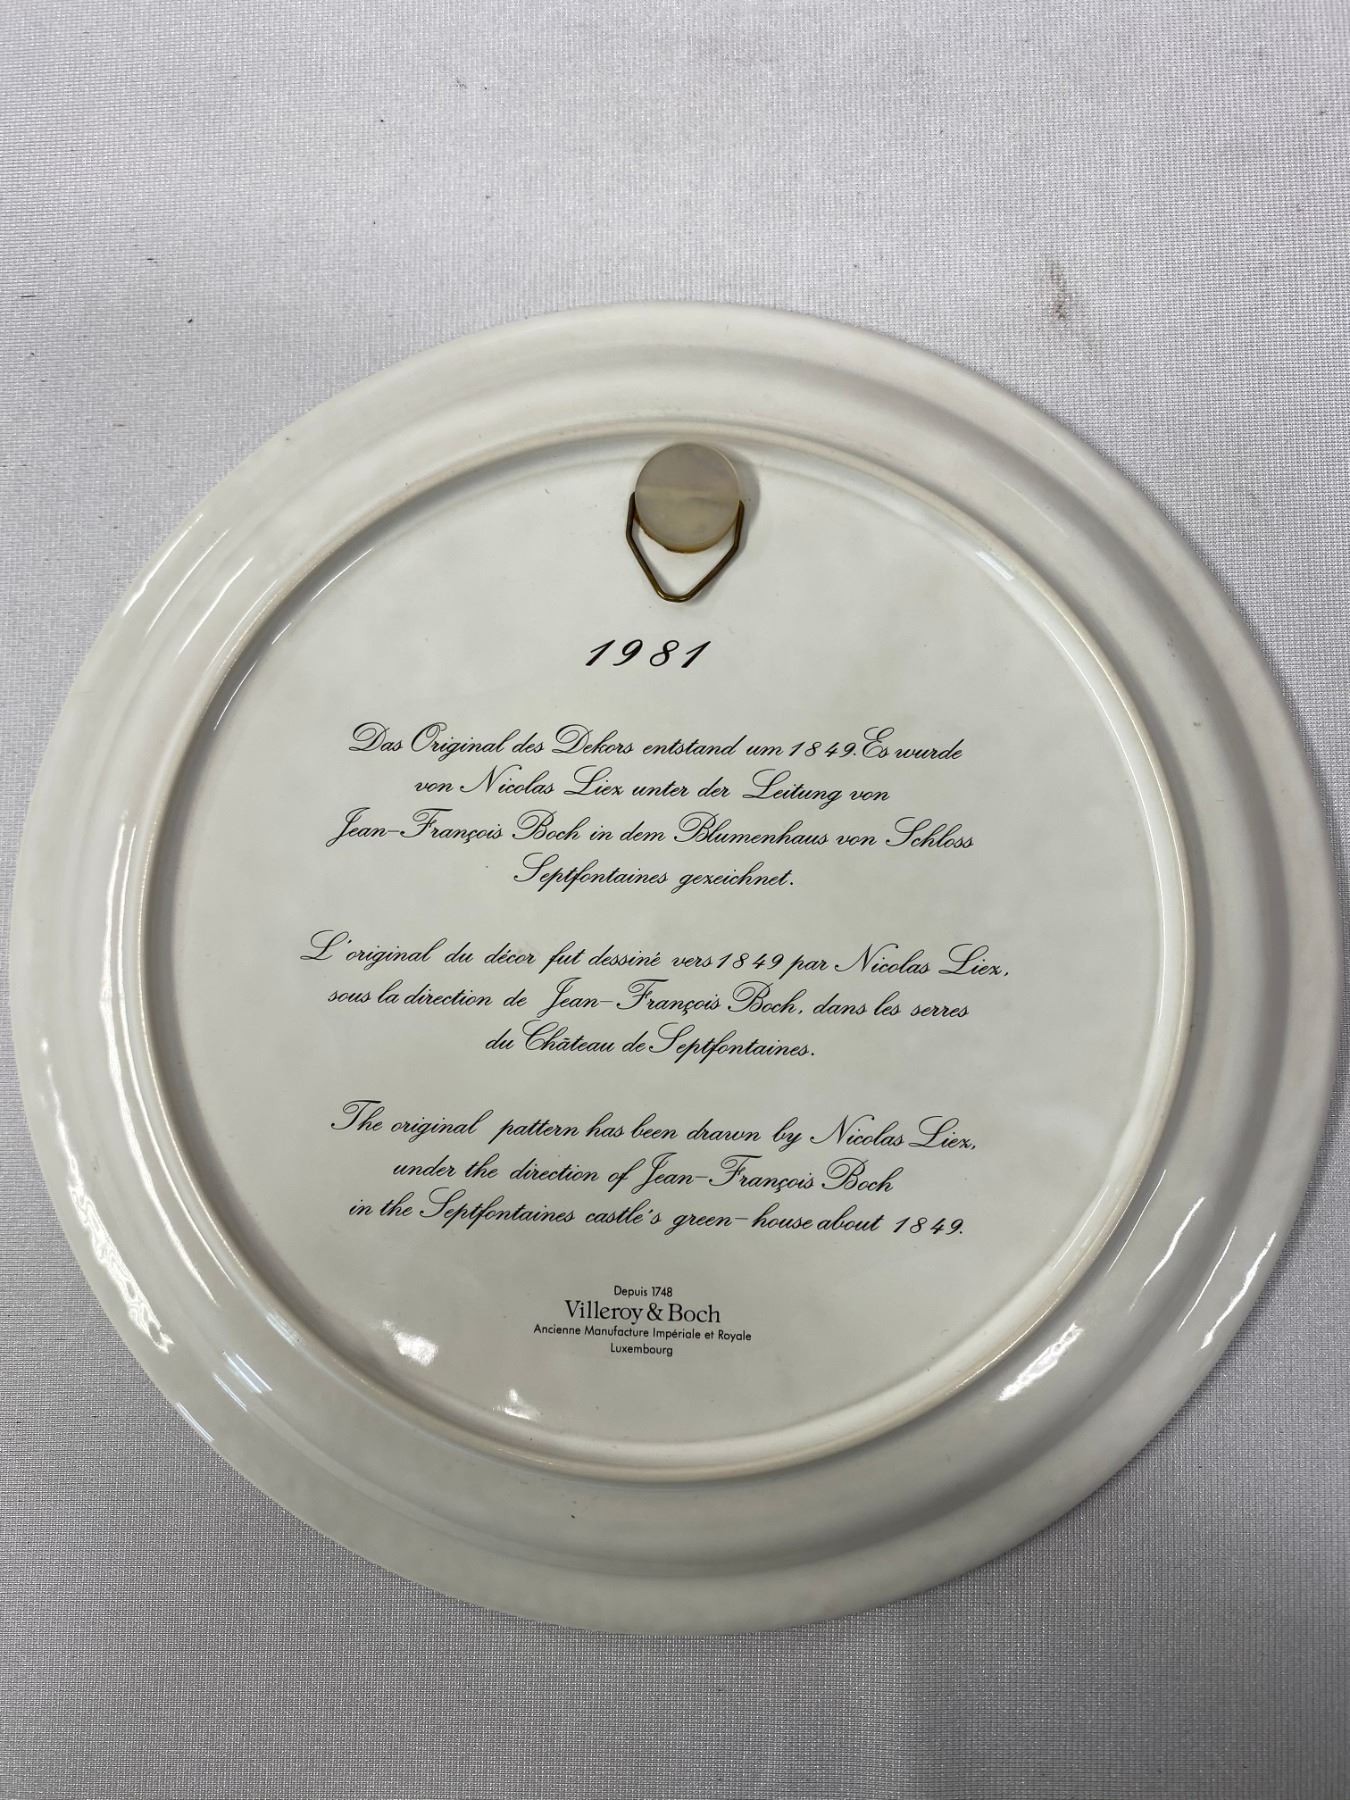 1981
Das Original des Dekors entstand um 1849. Es wurde
von Nicolas Liez unter der Leitung von
Jean-François Boch in dem Blumenhaus von Schloss
Septfontaines gezeichnet.
L'original du décor fut dessiné vers 1849 par Nicolas Liez,
sous la direction de Jean-François Boch, dans les serres
du Château de Septfontaines.
The original pattern has been drawn by Nicolas Liez,
under the direction of Jean-François Boch
in the Septfontaines castle's green-house about 1849.
Depuis 1748
Villeroy & Boch
Ancienne Manufacture Impériale et Royale
Luxembourg